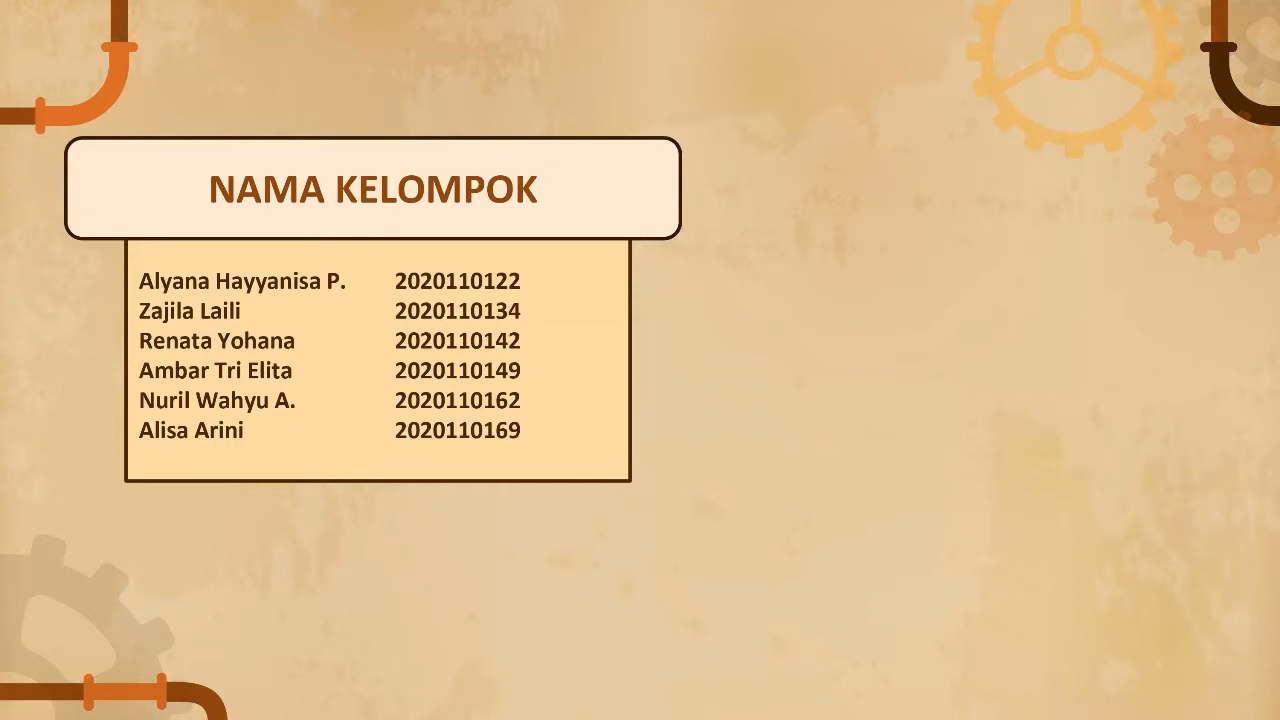 NAMA KELOMPOK
Alyana Hayyanisa P. 2020110122
Zajila Laili 2020110134
Renata Yohana 2020110142
Ambar Tri Elita 2020110149
Nuril Wahyu A. 2020110162
Alisa Arini 2020110169